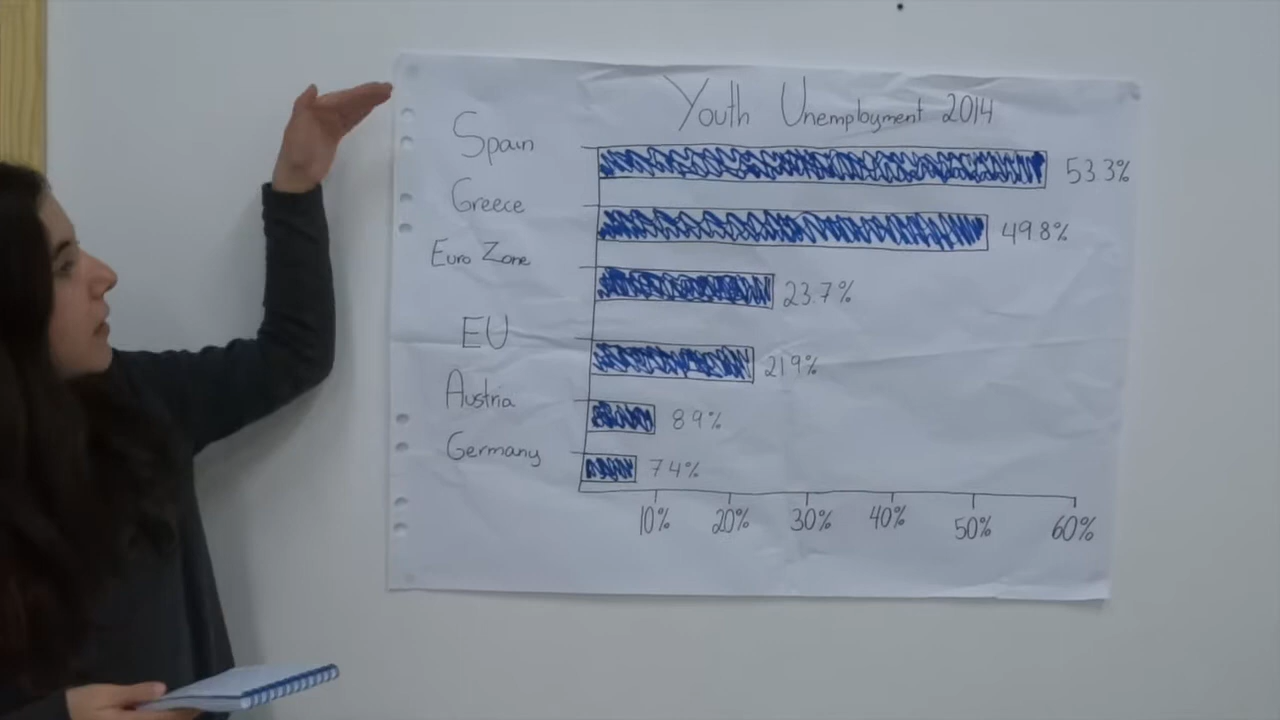 Youth Unemployment 2014
Spain 53.3%
Greece 49.8%
Euro Zone 23.7%
EU 21.9%
Austria 8.9%
Germany 7.4%
10% 20% 30% 40% 50% 60%